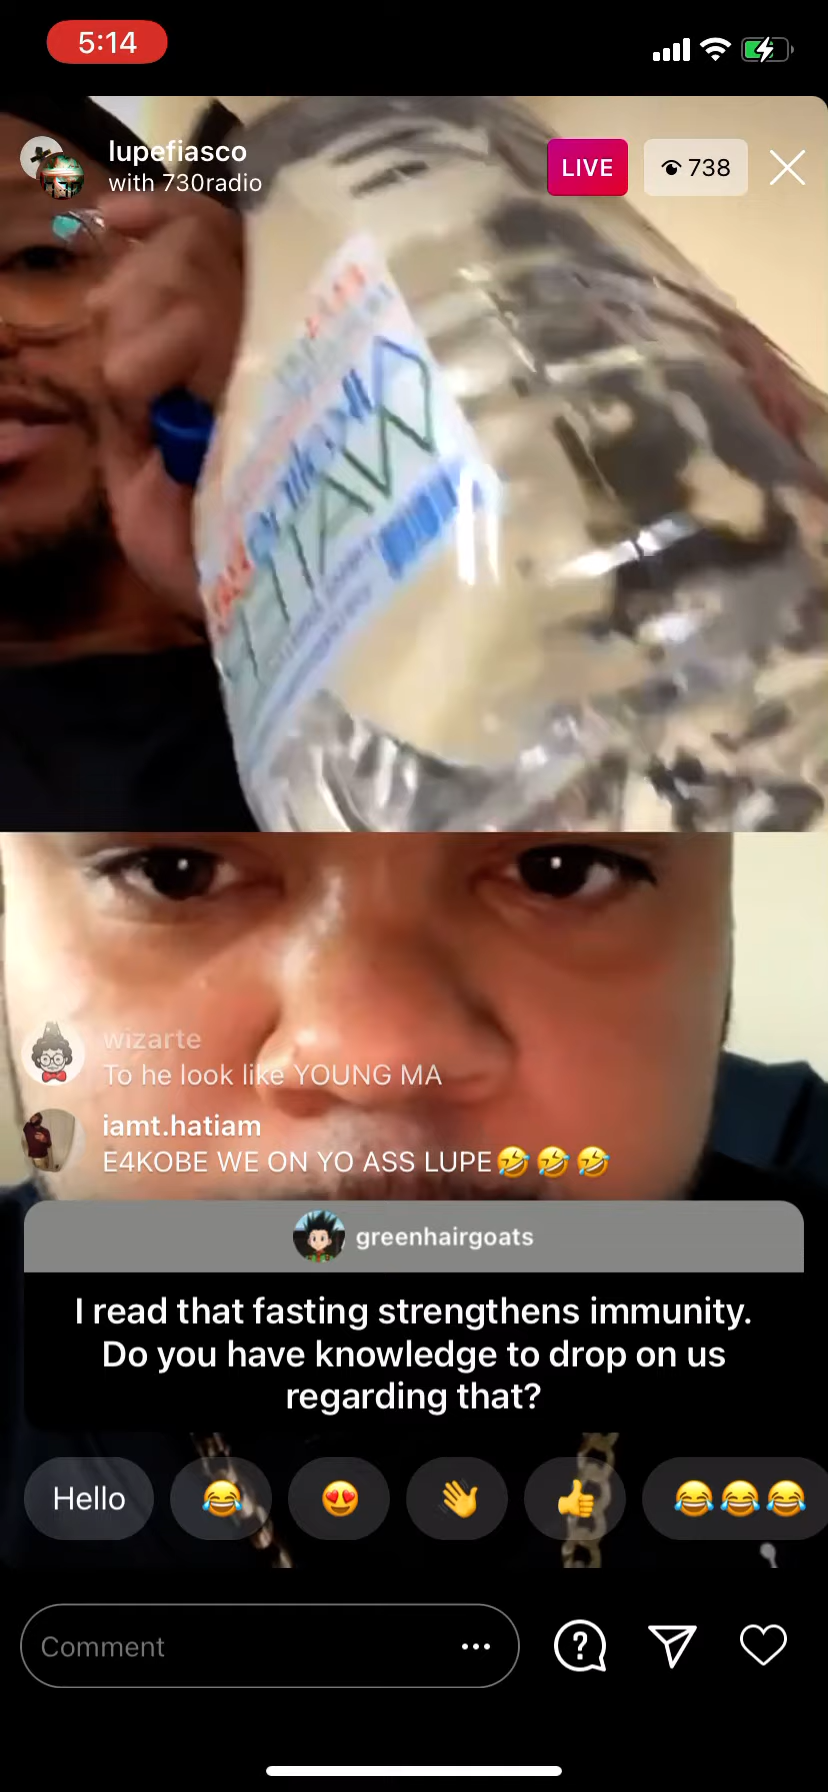 5:14
lupefiasco
with 730radio
LIVE
738
WATER
wizarte
To he look like YOUNG MA
iamt.hatiam
E4KOBE WE ON YO ASS LUPE🤣🤣🤣
greenhairgoats
I read that fasting strengthens immunity.
Do you have knowledge to drop on us
regarding that?
Hello 😂 😍 👋 👍 😂😂😂
Comment